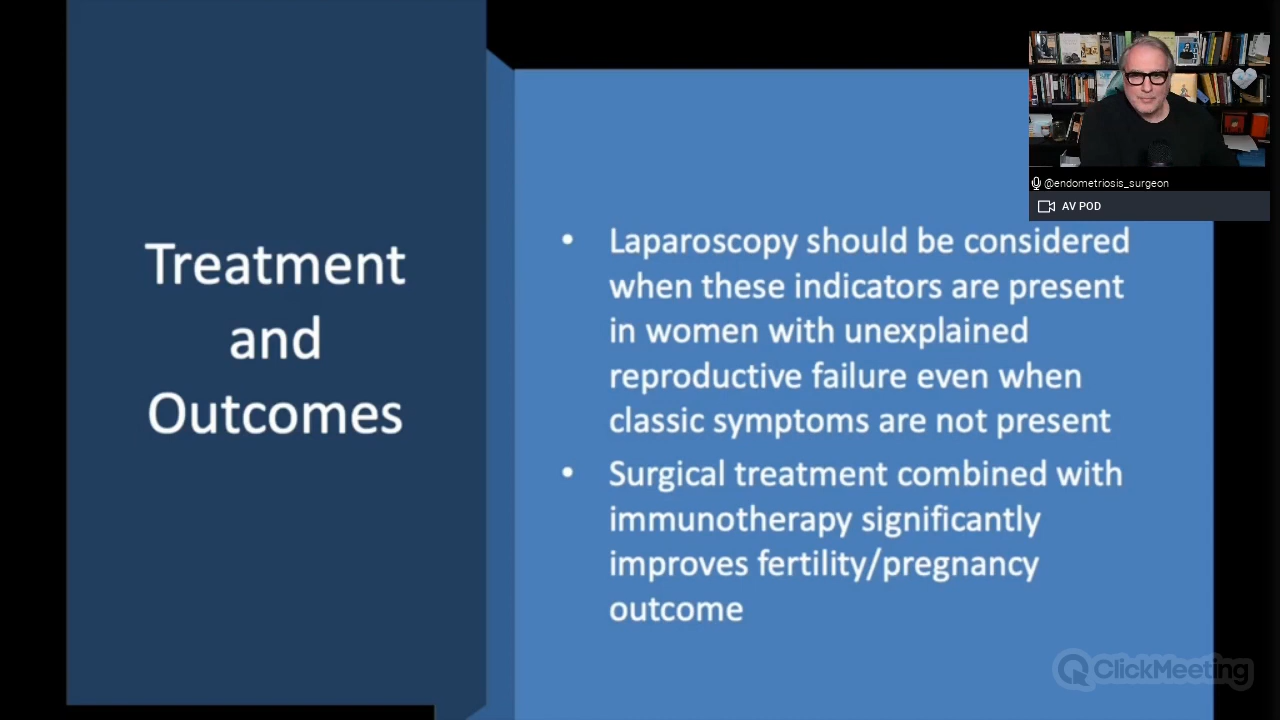 Treatment
and
Outcomes
@endometriosis_surgeon
AV POD
• Laparoscopy should be considered
when these indicators are present
in women with unexplained
reproductive failure even when
classic symptoms are not present
• Surgical treatment combined with
immunotherapy significantly
improves fertility/pregnancy
outcome
ClickMeeting